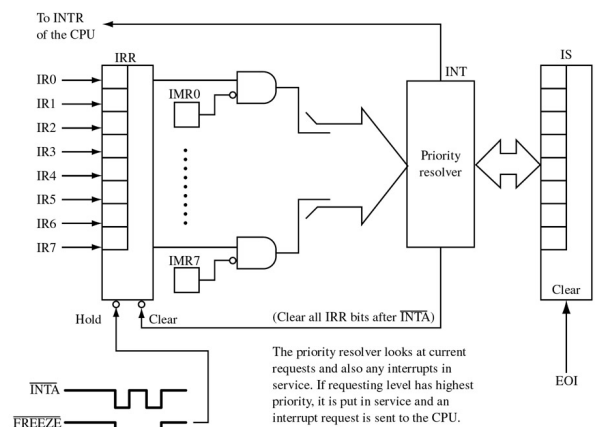 To INTR
of the CPU
IRR
INT
IS
IR0
IR1
IR2
IR3
IR4
IR5
IR6
IR7
IMR0
IMR7
Priority
resolver
Hold
Clear
(Clear all IRR bits after INTA)
Clear
EOI
The priority resolver looks at current
requests and also any interrupts in
service. If requesting level has highest
priority, it is put in service and an
interrupt request is sent to the CPU.
INTA
FREEZE